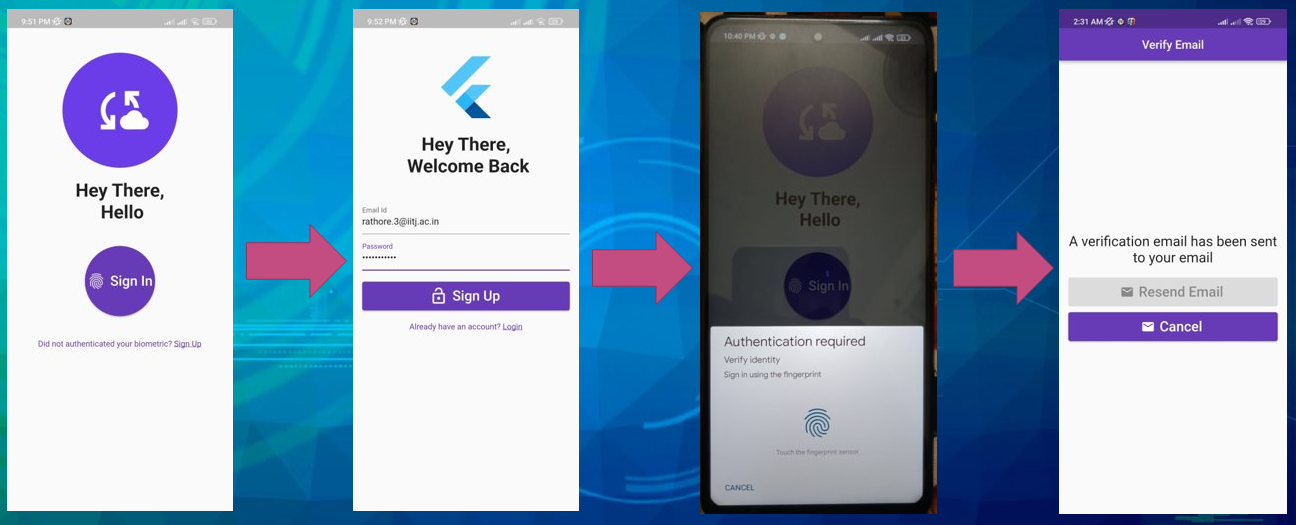 9:51 PM
Hey There,
Hello
Sign In
Did not authenticated your biometric? Sign Up
9:52 PM
Hey There,
Welcome Back
Email Id
rathore.3@iitj.ac.in
Password
•••••••••••
Sign Up
Already have an account? Login
10:40 PM
Hey There,
Hello
Sign In
Authentication required
Verify identity
Sign in using the fingerprint
Touch the fingerprint sensor
CANCEL
2:31 AM
Verify Email
A verification email has been sent
to your email
Resend Email
Cancel